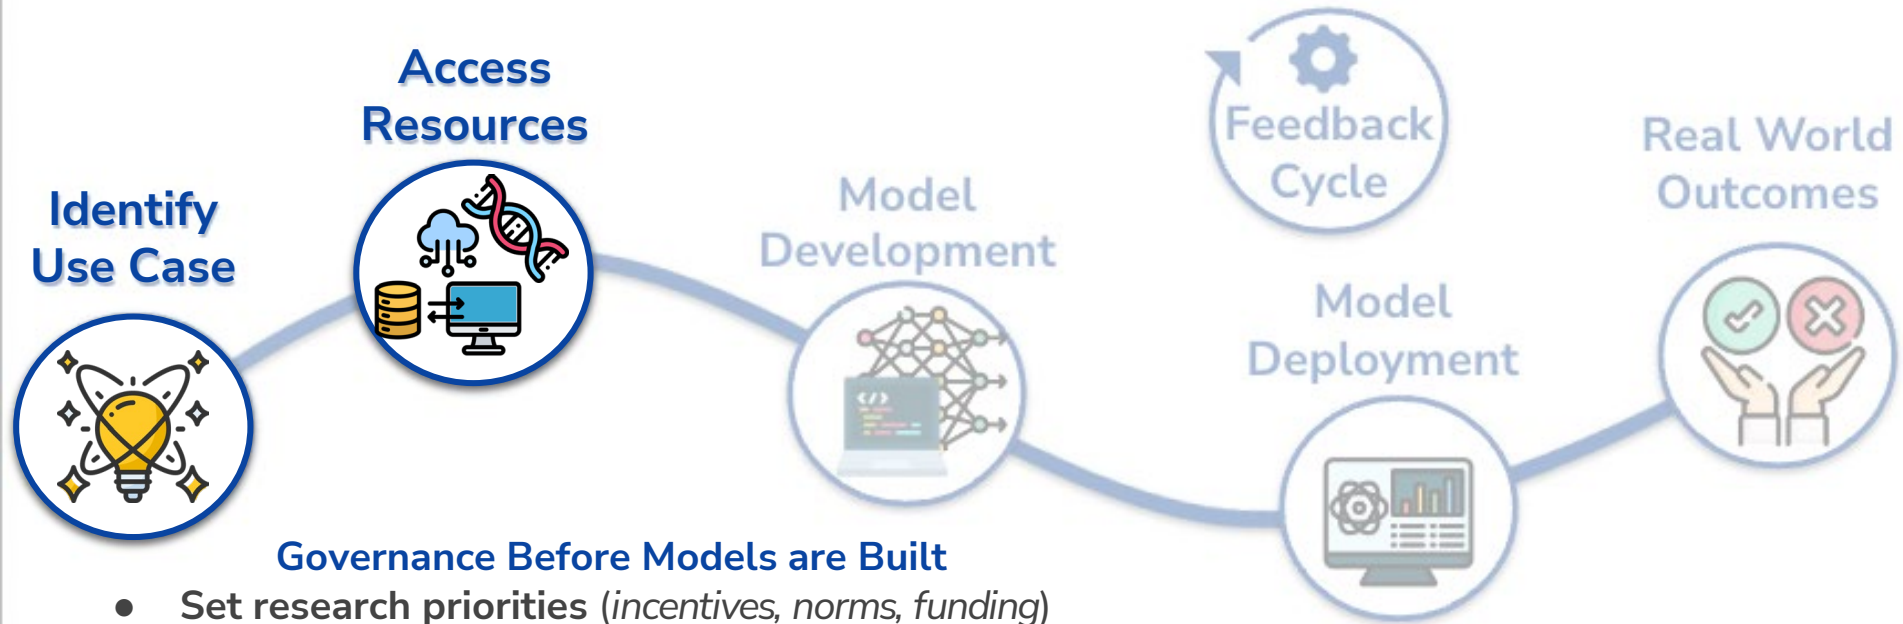 Identify
Use Case
Access
Resources
Model
Development
Feedback
Cycle
Model
Deployment
Real World
Outcomes
</>
Governance Before Models are Built
● Set research priorities (incentives, norms, funding)